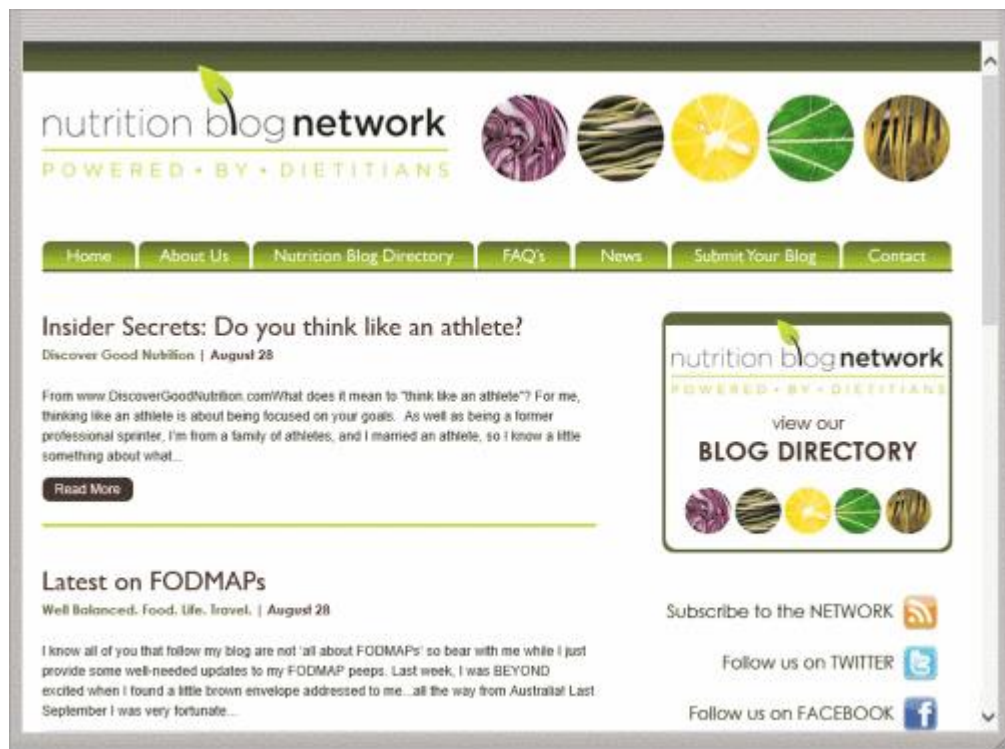 nutrition blog network
POWERED • BY • DIETITIANS
Home
About Us
Nutrition Blog Directory
FAQ's
News
Submit Your Blog
Contact
Insider Secrets: Do you think like an athlete?
Discover Good Nutrition | August 28
From www.DiscoverGoodNutrition.comWhat does it mean to "think like an athlete"? For me,
thinking like an athlete is about being focused on your goals. As well as being a former
professional sprinter, I'm from a family of athletes, and I married an athlete, so I know a little
something about what...
Read More
Latest on FODMAPs
Well Balanced. Food. Life. Travel. | August 28
I know all of you that follow my blog are not 'all about FODMAPs' so bear with me while I just
provide some well-needed updates to my FODMAP peeps. Last week, I was BEYOND
excited when I found a little brown envelope addressed to me...all the way from Australia! Last
September I was very fortunate...
nutrition blog network
POWERED • BY • DIETITIANS
view our
BLOG DIRECTORY
Subscribe to the NETWORK
Follow us on TWITTER
Follow us on FACEBOOK